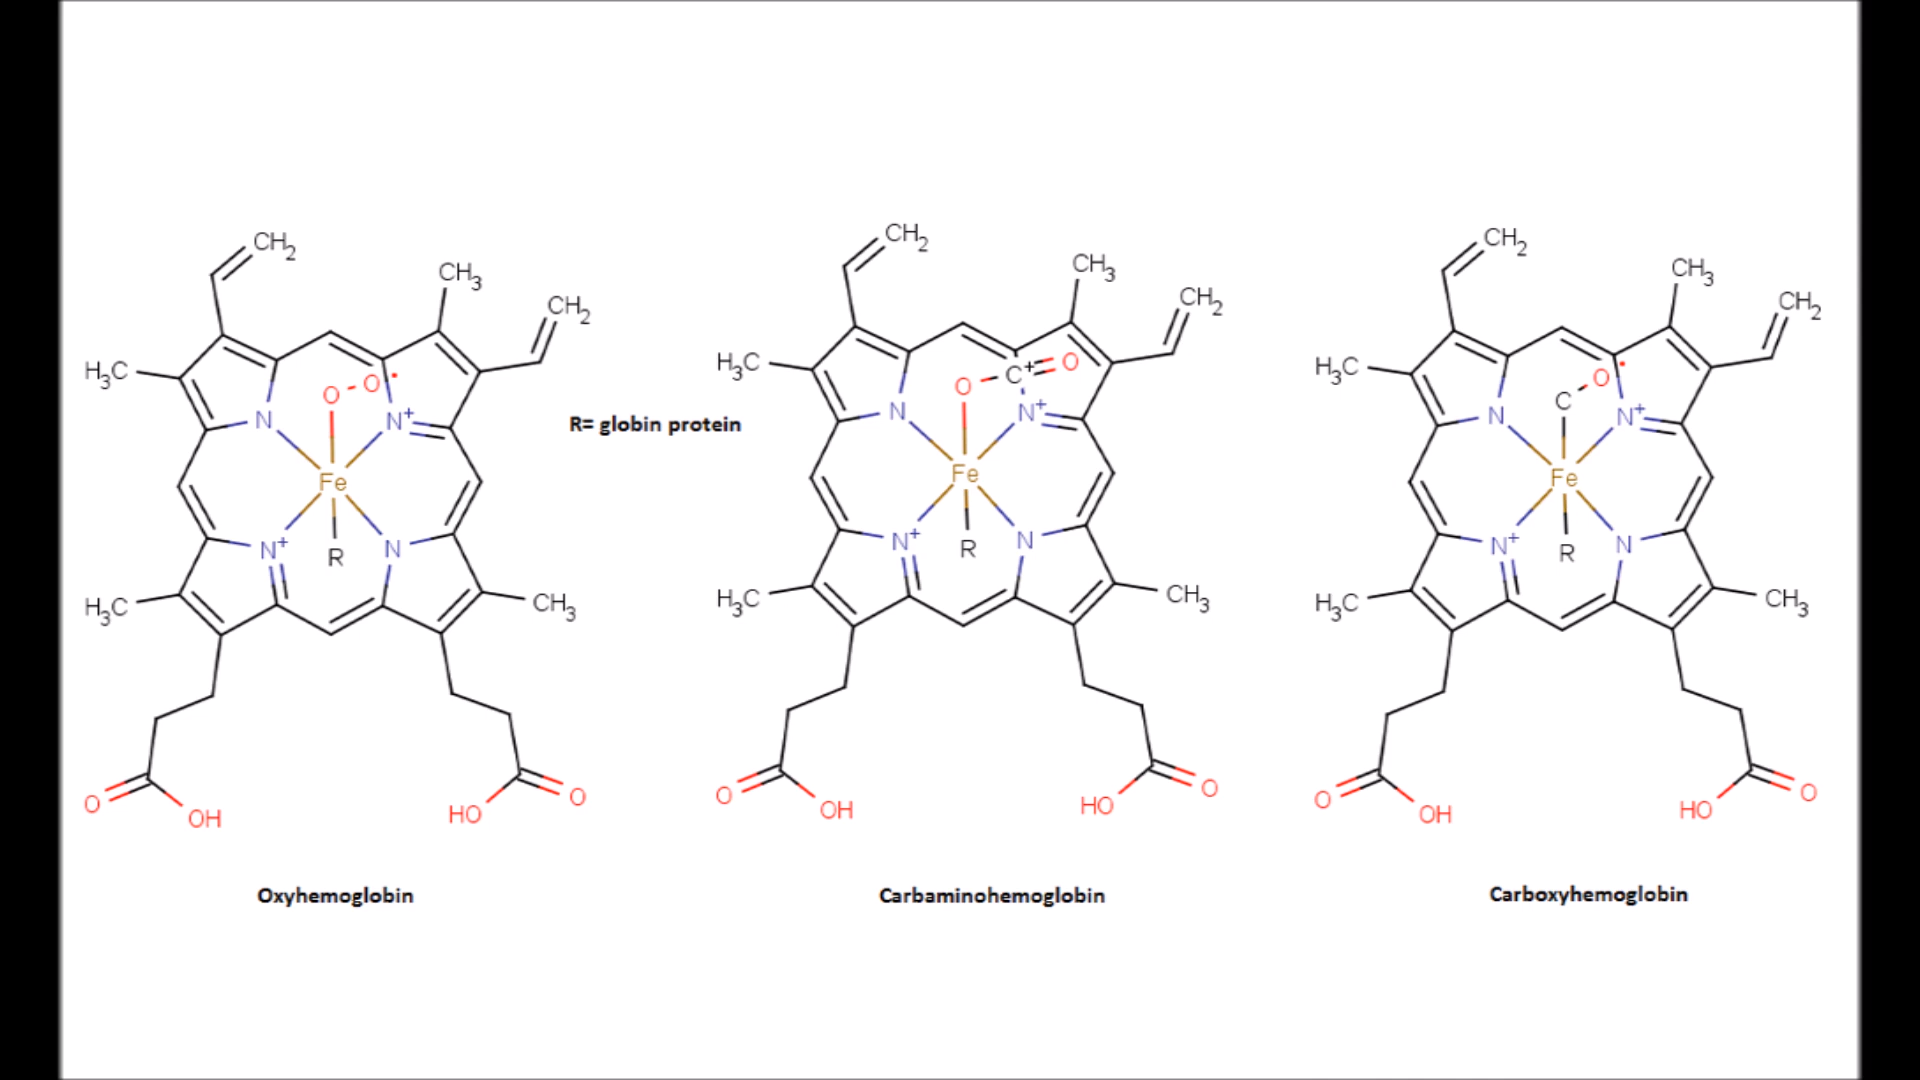 CH2
CH3
CH2
H3C
O
O
N
N+
Fe
N+
N
R
H3C
CH3
O
OH
HO
O
Oxyhemoglobin
R= globin protein
CH2
CH3
CH2
H3C
O
C+
O
N
N+
Fe
N+
N
R
H3C
CH3
O
OH
HO
O
Carbaminohemoglobin
CH2
CH3
CH2
H3C
C
O
N
N+
Fe
N+
N
R
H3C
CH3
O
OH
HO
O
Carboxyhemoglobin